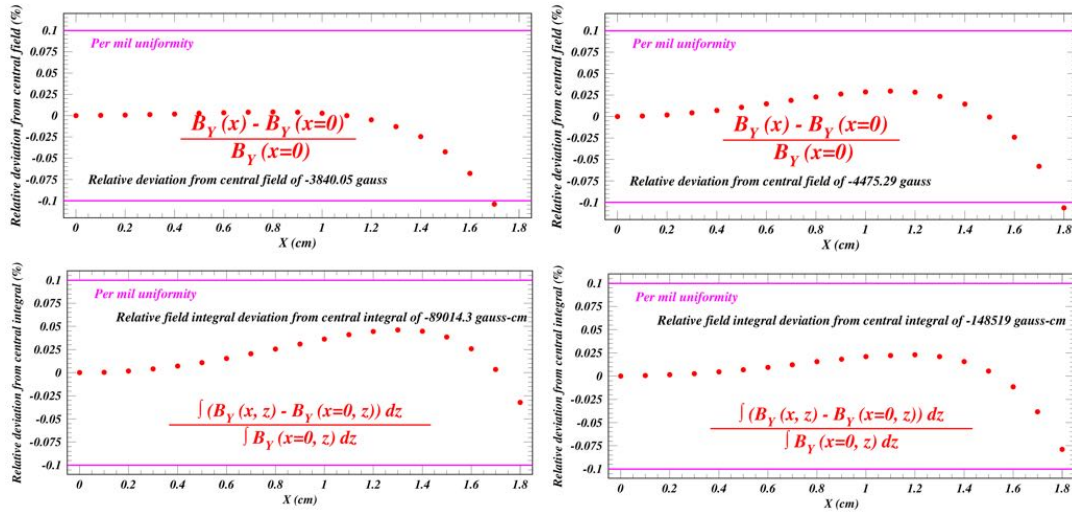 Relative deviation from central field (%)
0.1
0.075
0.05
0.025
0
-0.025
-0.05
-0.075
-0.1
Per mil uniformity
B_Y (x) - B_Y (x=0)
B_Y (x=0)
Relative deviation from central field of -3840.05 gauss
0 0.2 0.4 0.6 0.8 1 1.2 1.4 1.6 1.8
X (cm)
Relative deviation from central field (%)
0.1
0.075
0.05
0.025
0
-0.025
-0.05
-0.075
-0.1
Per mil uniformity
B_Y (x) - B_Y (x=0)
B_Y (x=0)
Relative deviation from central field of -4475.29 gauss
0 0.2 0.4 0.6 0.8 1 1.2 1.4 1.6 1.8
X (cm)
Relative deviation from central integral (%)
0.1
0.075
0.05
0.025
0
-0.025
-0.05
-0.075
-0.1
Per mil uniformity
Relative field integral deviation from central integral of -89014.3 gauss-cm
∫ (B_Y (x, z) - B_Y (x=0, z)) dz
∫ B_Y (x=0, z) dz
0 0.2 0.4 0.6 0.8 1 1.2 1.4 1.6 1.8
X (cm)
Relative deviation from central integral (%)
0.1
0.075
0.05
0.025
0
-0.025
-0.05
-0.075
-0.1
Per mil uniformity
Relative field integral deviation from central integral of -148519 gauss-cm
∫ (B_Y (x, z) - B_Y (x=0, z)) dz
∫ B_Y (x=0, z) dz
0 0.2 0.4 0.6 0.8 1 1.2 1.4 1.6 1.8
X (cm)